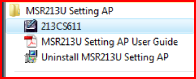 MSR213U Setting AP
213CS611
MSR213U Setting AP User Guide
Uninstall MSR213U Setting AP